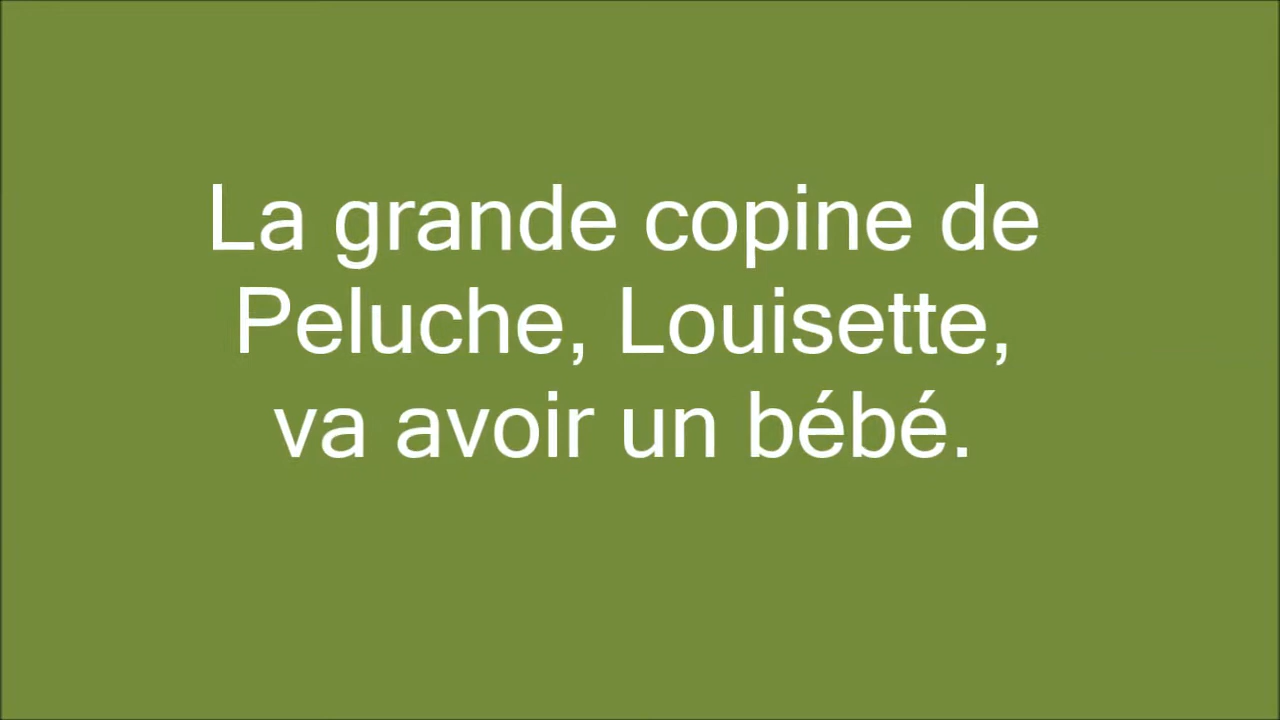 La grande copine de
Peluche, Louisette,
va avoir un bébé.